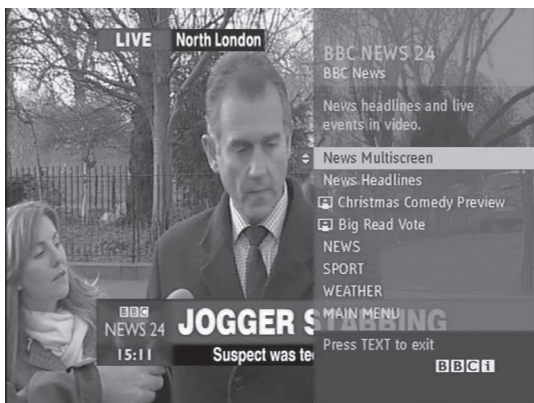 LIVE North London
BBC NEWS 24
BBC News
News headlines and live
events in video.
News Multiscreen
News Headlines
Christmas Comedy Preview
Big Read Vote
NEWS
SPORT
WEATHER
MAIN MENU
Press TEXT to exit
BBCi
BBC
NEWS 24
15:11
JOGGER STABBING
Suspect was